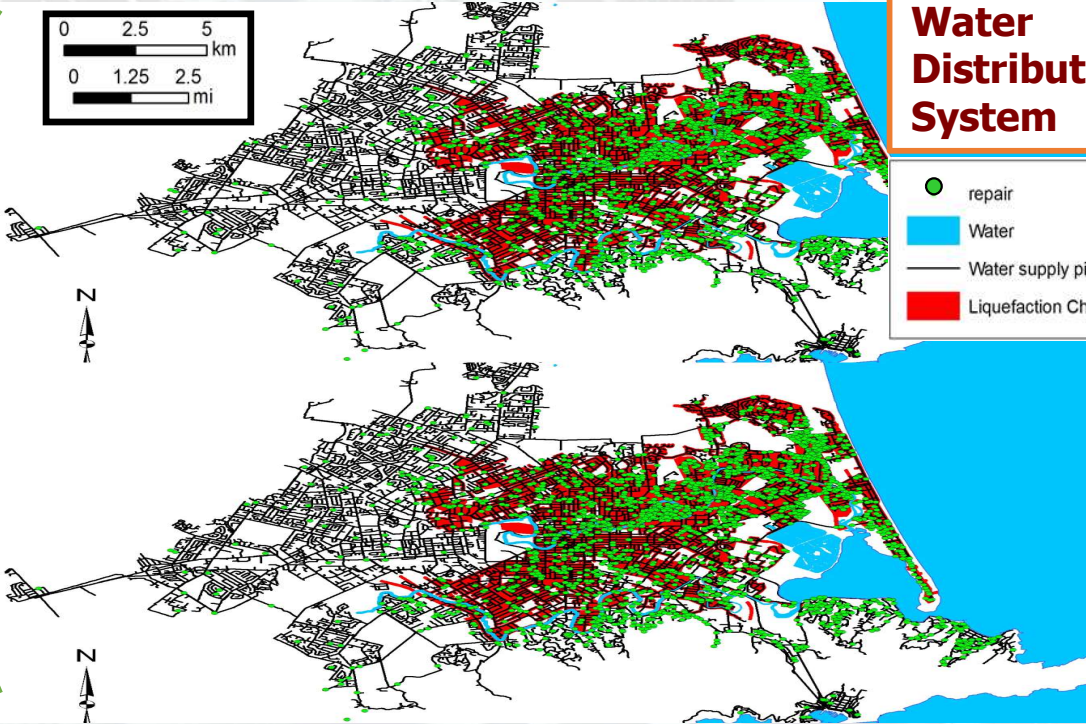 0 2.5 5
km
0 1.25 2.5
mi
Water
Distribut
System
repair
Water
Water supply pi
Liquefaction Ch
N
N